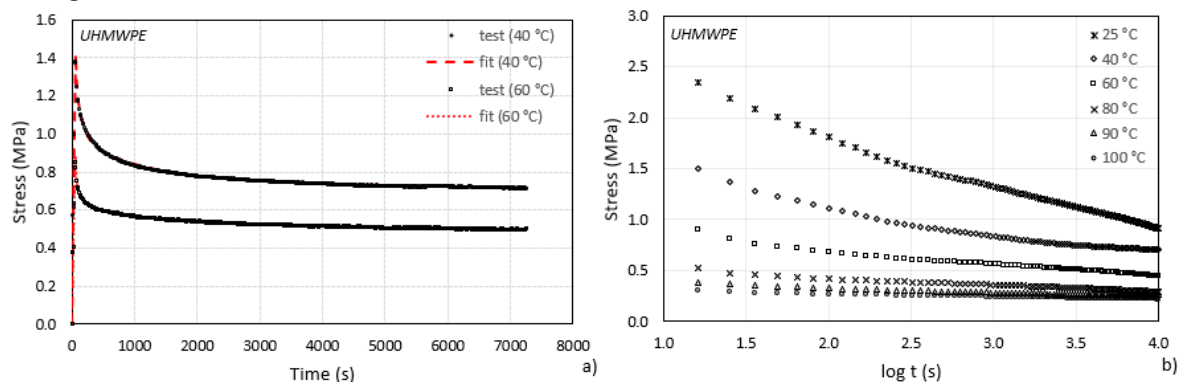 UHMWPE
test (40 °C)
fit (40 °C)
test (60 °C)
fit (60 °C)
1.6
1.4
1.2
1.0
0.8
0.6
0.4
0.2
0.0
Stress (MPa)
0 1000 2000 3000 4000 5000 6000 7000 8000
Time (s)
a)
UHMWPE
25 °C
40 °C
60 °C
80 °C
90 °C
100 °C
3.0
2.5
2.0
1.5
1.0
0.5
0.0
Stress (MPa)
1.0 1.5 2.0 2.5 3.0 3.5 4.0
log t (s)
b)